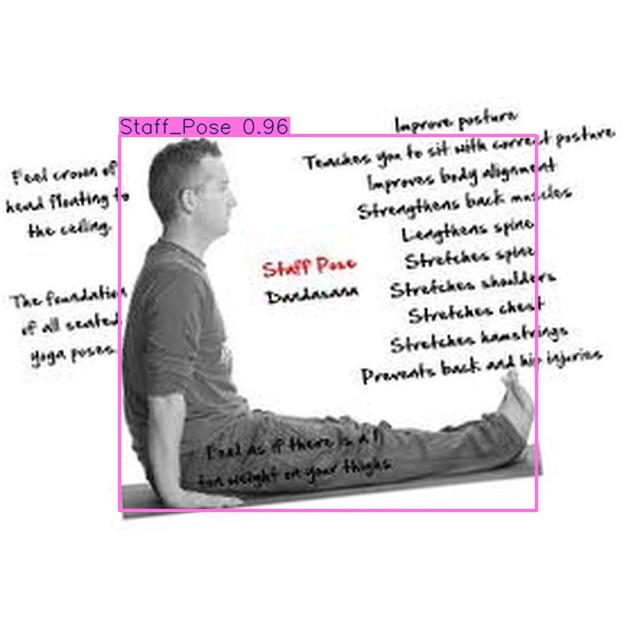 Staff_Pose 0.96
Improve posture
Teaches you to sit with correct posture
Improves body alignment
Strengthens back muscles
Lengthens spine
Stretches spine
Stretches shoulders
Stretches chest
Stretches hamstrings
Prevents back and hip injuries
Feel crown of
head floating to
the ceiling.
Staff Pose
Dandasana
The foundation
of all seated
yoga poses.
Feel as if there is a 1
ton weight on your thighs